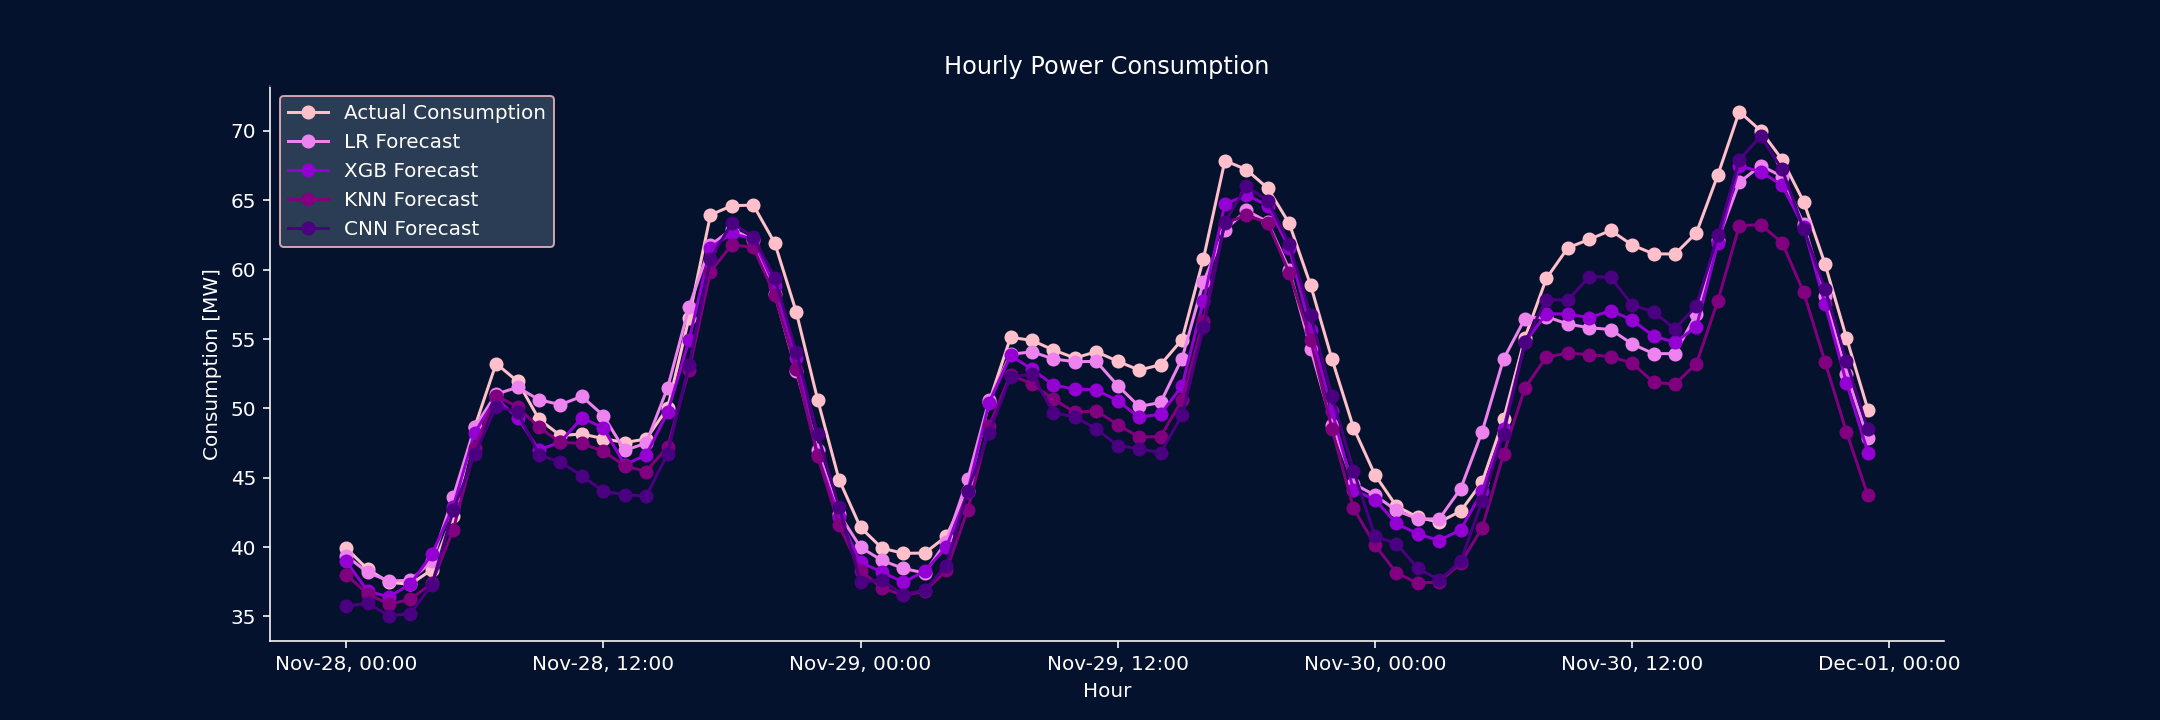 Hourly Power Consumption
Actual Consumption
LR Forecast
XGB Forecast
KNN Forecast
CNN Forecast
Consumption [MW]
70
65
60
55
50
45
40
35
Nov-28, 00:00
Nov-28, 12:00
Nov-29, 00:00
Nov-29, 12:00
Nov-30, 00:00
Nov-30, 12:00
Dec-01, 00:00
Hour